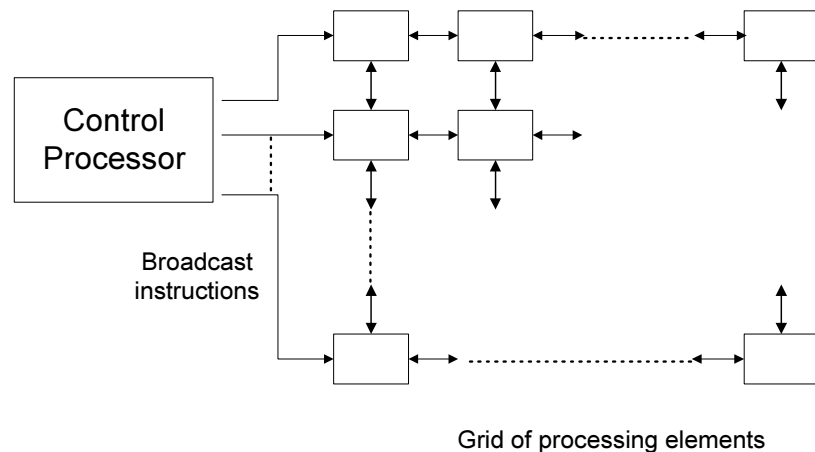 Control
Processor
Broadcast
instructions
Grid of processing elements